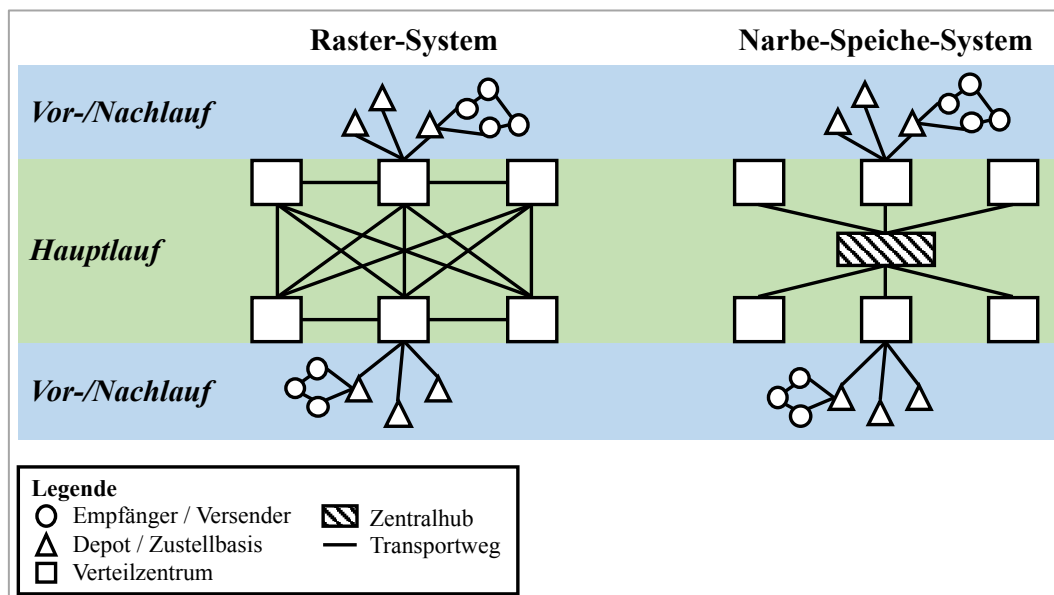 Raster-System
Narbe-Speiche-System
Vor-/Nachlauf
Hauptlauf
Vor-/Nachlauf
Legende
Empfänger / Versender
Depot / Zustellbasis
Verteilzentrum
Zentralhub
Transportweg